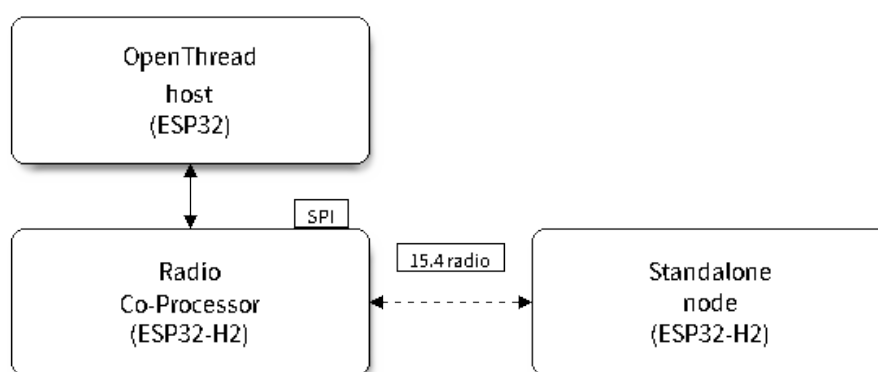 OpenThread
host
(ESP32)
SPI
Radio
Co-Processor
(ESP32-H2)
15.4 radio
Standalone
node
(ESP32-H2)